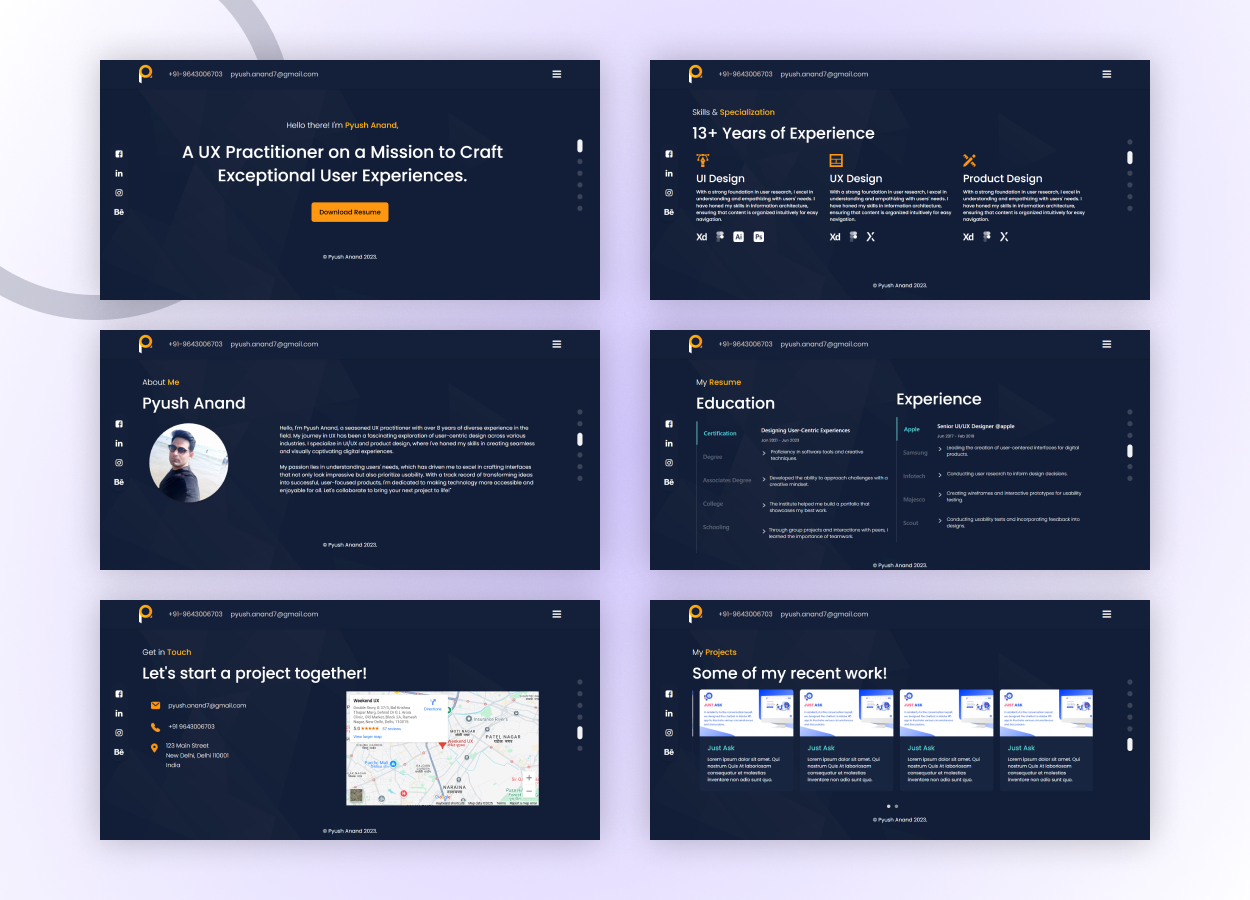 +91-9643006703 pyush.anand7@gmail.com
Hello there! I'm Pyush Anand,
A UX Practitioner on a Mission to Craft
Exceptional User Experiences.
Download Resume
© Pyush Anand 2023.
+91-9643006703 pyush.anand7@gmail.com
Skills & Specialization
13+ Years of Experience
UI Design
With a strong foundation in user research, I excel in
understanding and empathizing with users' needs. I
have honed my skills in information architecture,
ensuring that content is organized intuitively for easy
navigation.
Xd Ai Ps
UX Design
With a strong foundation in user research, I excel in
understanding and empathizing with users' needs. I
have honed my skills in information architecture,
ensuring that content is organized intuitively for easy
navigation.
Xd
Product Design
With a strong foundation in user research, I excel in
understanding and empathizing with users' needs. I
have honed my skills in information architecture,
ensuring that content is organized intuitively for easy
navigation.
Xd
© Pyush Anand 2023.
+91-9643006703 pyush.anand7@gmail.com
About Me
Pyush Anand
Hello, I'm Pyush Anand, a seasoned UX practitioner with over 8 years of diverse experience in the
field. My journey in UX has been a fascinating exploration of user-centric design across various
industries. I specialize in UI/UX and product design, where I've honed my skills in creating seamless
and visually captivating digital experiences.
My passion lies in understanding users' needs, which has driven me to excel in crafting interfaces
that not only look impressive but also prioritize usability. With a track record of transforming ideas
into successful, user-focused products, I'm dedicated to making technology more accessible and
enjoyable for all. Let's collaborate to bring your next project to life!"
© Pyush Anand 2023.
+91-9643006703 pyush.anand7@gmail.com
My Resume
Education
Certification
Degree
Associates Degree
College
Schooling
Designing User-Centric Experiences
Jan 2021 - Jun 2023
Proficiency in software tools and creative
techniques.
Developed the ability to approach challenges with a
creative mindset.
The institute helped me build a portfolio that
showcases my best work.
Through group projects and interactions with peers, I
learned the importance of teamwork.
Experience
Apple
Samsung
Infotech
Majesco
Scout
Senior UI/UX Designer @apple
Jun 2017 - Feb 2019
Leading the creation of user-centered interfaces for digital
products.
Conducting user research to inform design decisions.
Creating wireframes and interactive prototypes for usability
testing.
Conducting usability tests and incorporating feedback into
designs.
© Pyush Anand 2023.
+91-9643006703 pyush.anand7@gmail.com
Get in Touch
Let's start a project together!
pyush.anand7@gmail.com
+91 9643006703
123 Main Street
New Delhi, Delhi 110001
India
Weekend UX
Directions
5.0
View larger map
MOTI NAGAR
PATEL NAGAR
Weekend UX
Patchi Mall
NARAINA
© Pyush Anand 2023.
+91-9643006703 pyush.anand7@gmail.com
My Projects
Some of my recent work!
JUST ASK
Just Ask
Lorem ipsum dolor sit amet. Qui
nostrum Quis At laboriosam
consequatur et molestias
inventore non odio sunt quo.
JUST ASK
Just Ask
Lorem ipsum dolor sit amet. Qui
nostrum Quis At laboriosam
consequatur et molestias
inventore non odio sunt quo.
JUST ASK
Just Ask
Lorem ipsum dolor sit amet. Qui
nostrum Quis At laboriosam
consequatur et molestias
inventore non odio sunt quo.
JUST ASK
Just Ask
Lorem ipsum dolor sit amet. Qui
nostrum Quis At laboriosam
consequatur et molestias
inventore non odio sunt quo.
© Pyush Anand 2023.